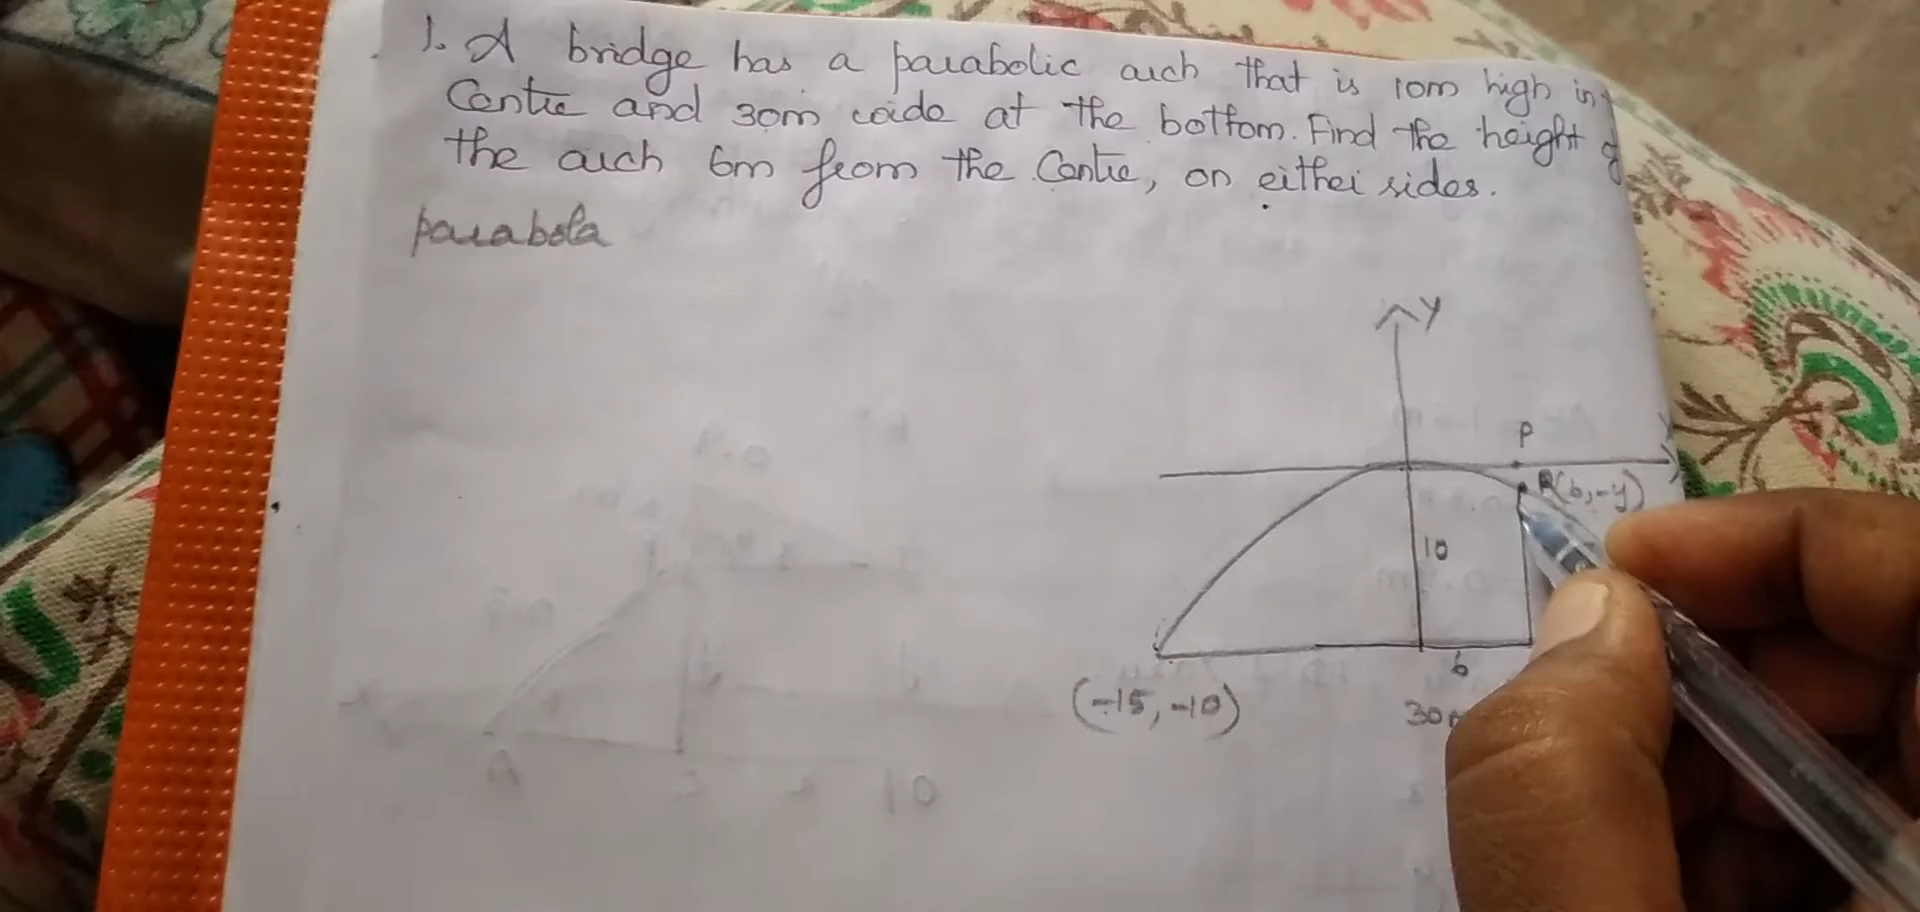 1. A bridge has a parabolic arch that is 10m high in
Centre and 30m wide at the bottom. Find the height of
the arch 6m from the Centre, on either sides.
parabola
y
P
R(6,-y)
10
6
(-15,-10)
30